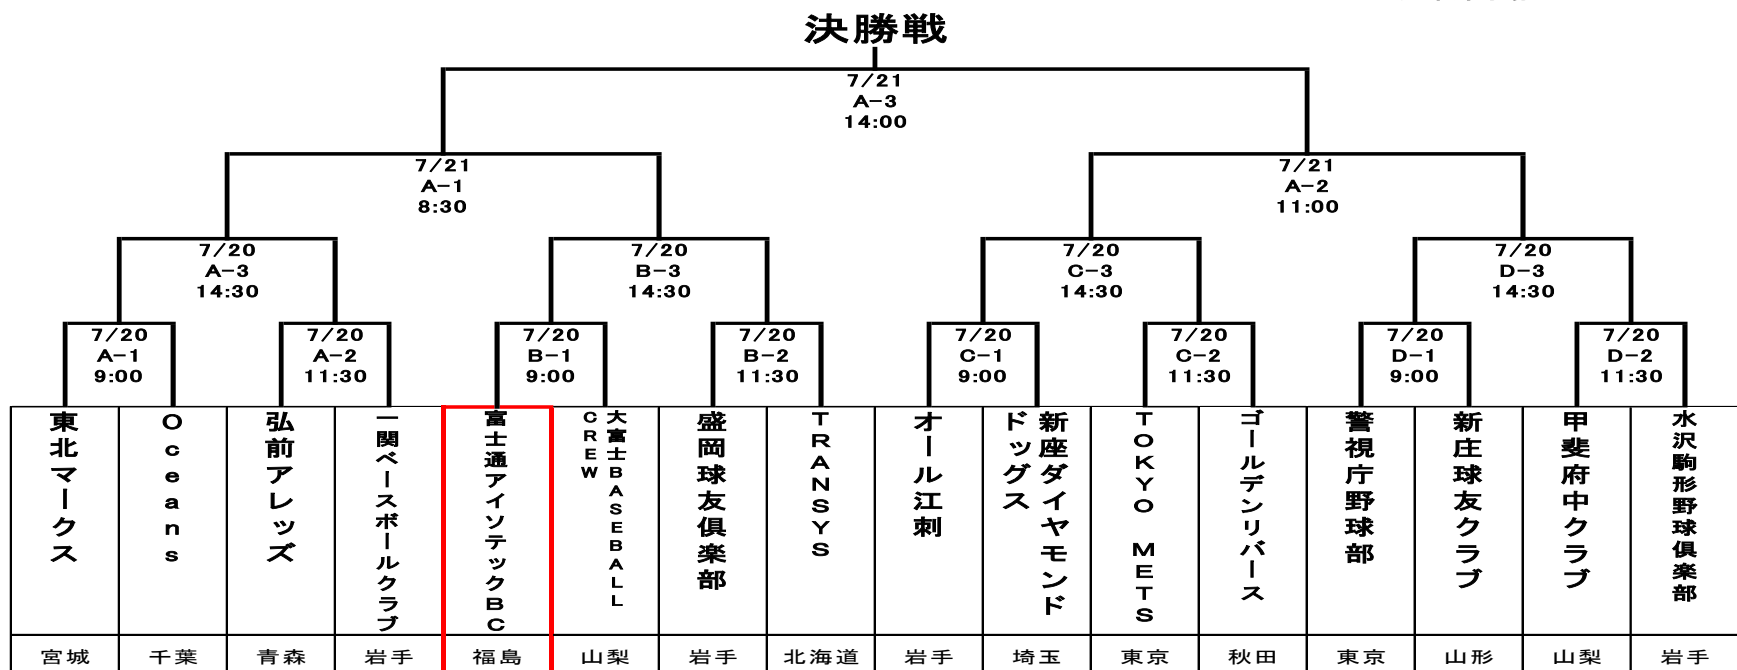 決勝戦
7/21
A-3
14:00
7/21
A-1
8:30
7/21
A-2
11:00
7/20
A-3
14:30
7/20
B-3
14:30
7/20
C-3
14:30
7/20
D-3
14:30
7/20
A-1
9:00
7/20
A-2
11:30
7/20
B-1
9:00
7/20
B-2
11:30
7/20
C-1
9:00
7/20
C-2
11:30
7/20
D-1
9:00
7/20
D-2
11:30
東北マークス
Oceans
弘前アレッズ
一関ベースボールクラブ
富士通アイソテックBC
大富士BASEBALL
CREW
盛岡球友倶楽部
TRANSYS
オール江刺
新座ダイヤモンド
ドッグス
TOKYO METS
ゴールデンリバース
警視庁野球部
新庄球友クラブ
甲斐府中クラブ
水沢駒形野球倶楽部
宮城
千葉
青森
岩手
福島
山梨
岩手
北海道
岩手
埼玉
東京
秋田
東京
山形
山梨
岩手